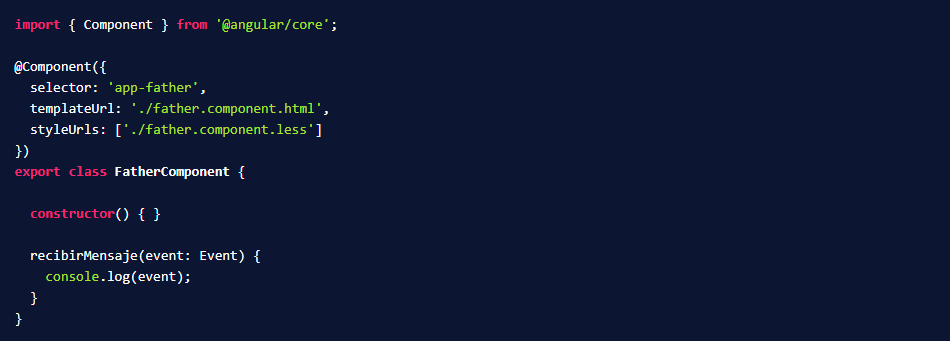 import { Component } from '@angular/core';
@Component({
selector: 'app-father',
templateUrl: './father.component.html',
styleUrls: ['./father.component.less']
})
export class FatherComponent {
constructor() { }
recibirMensaje(event: Event) {
console.log(event);
}
}